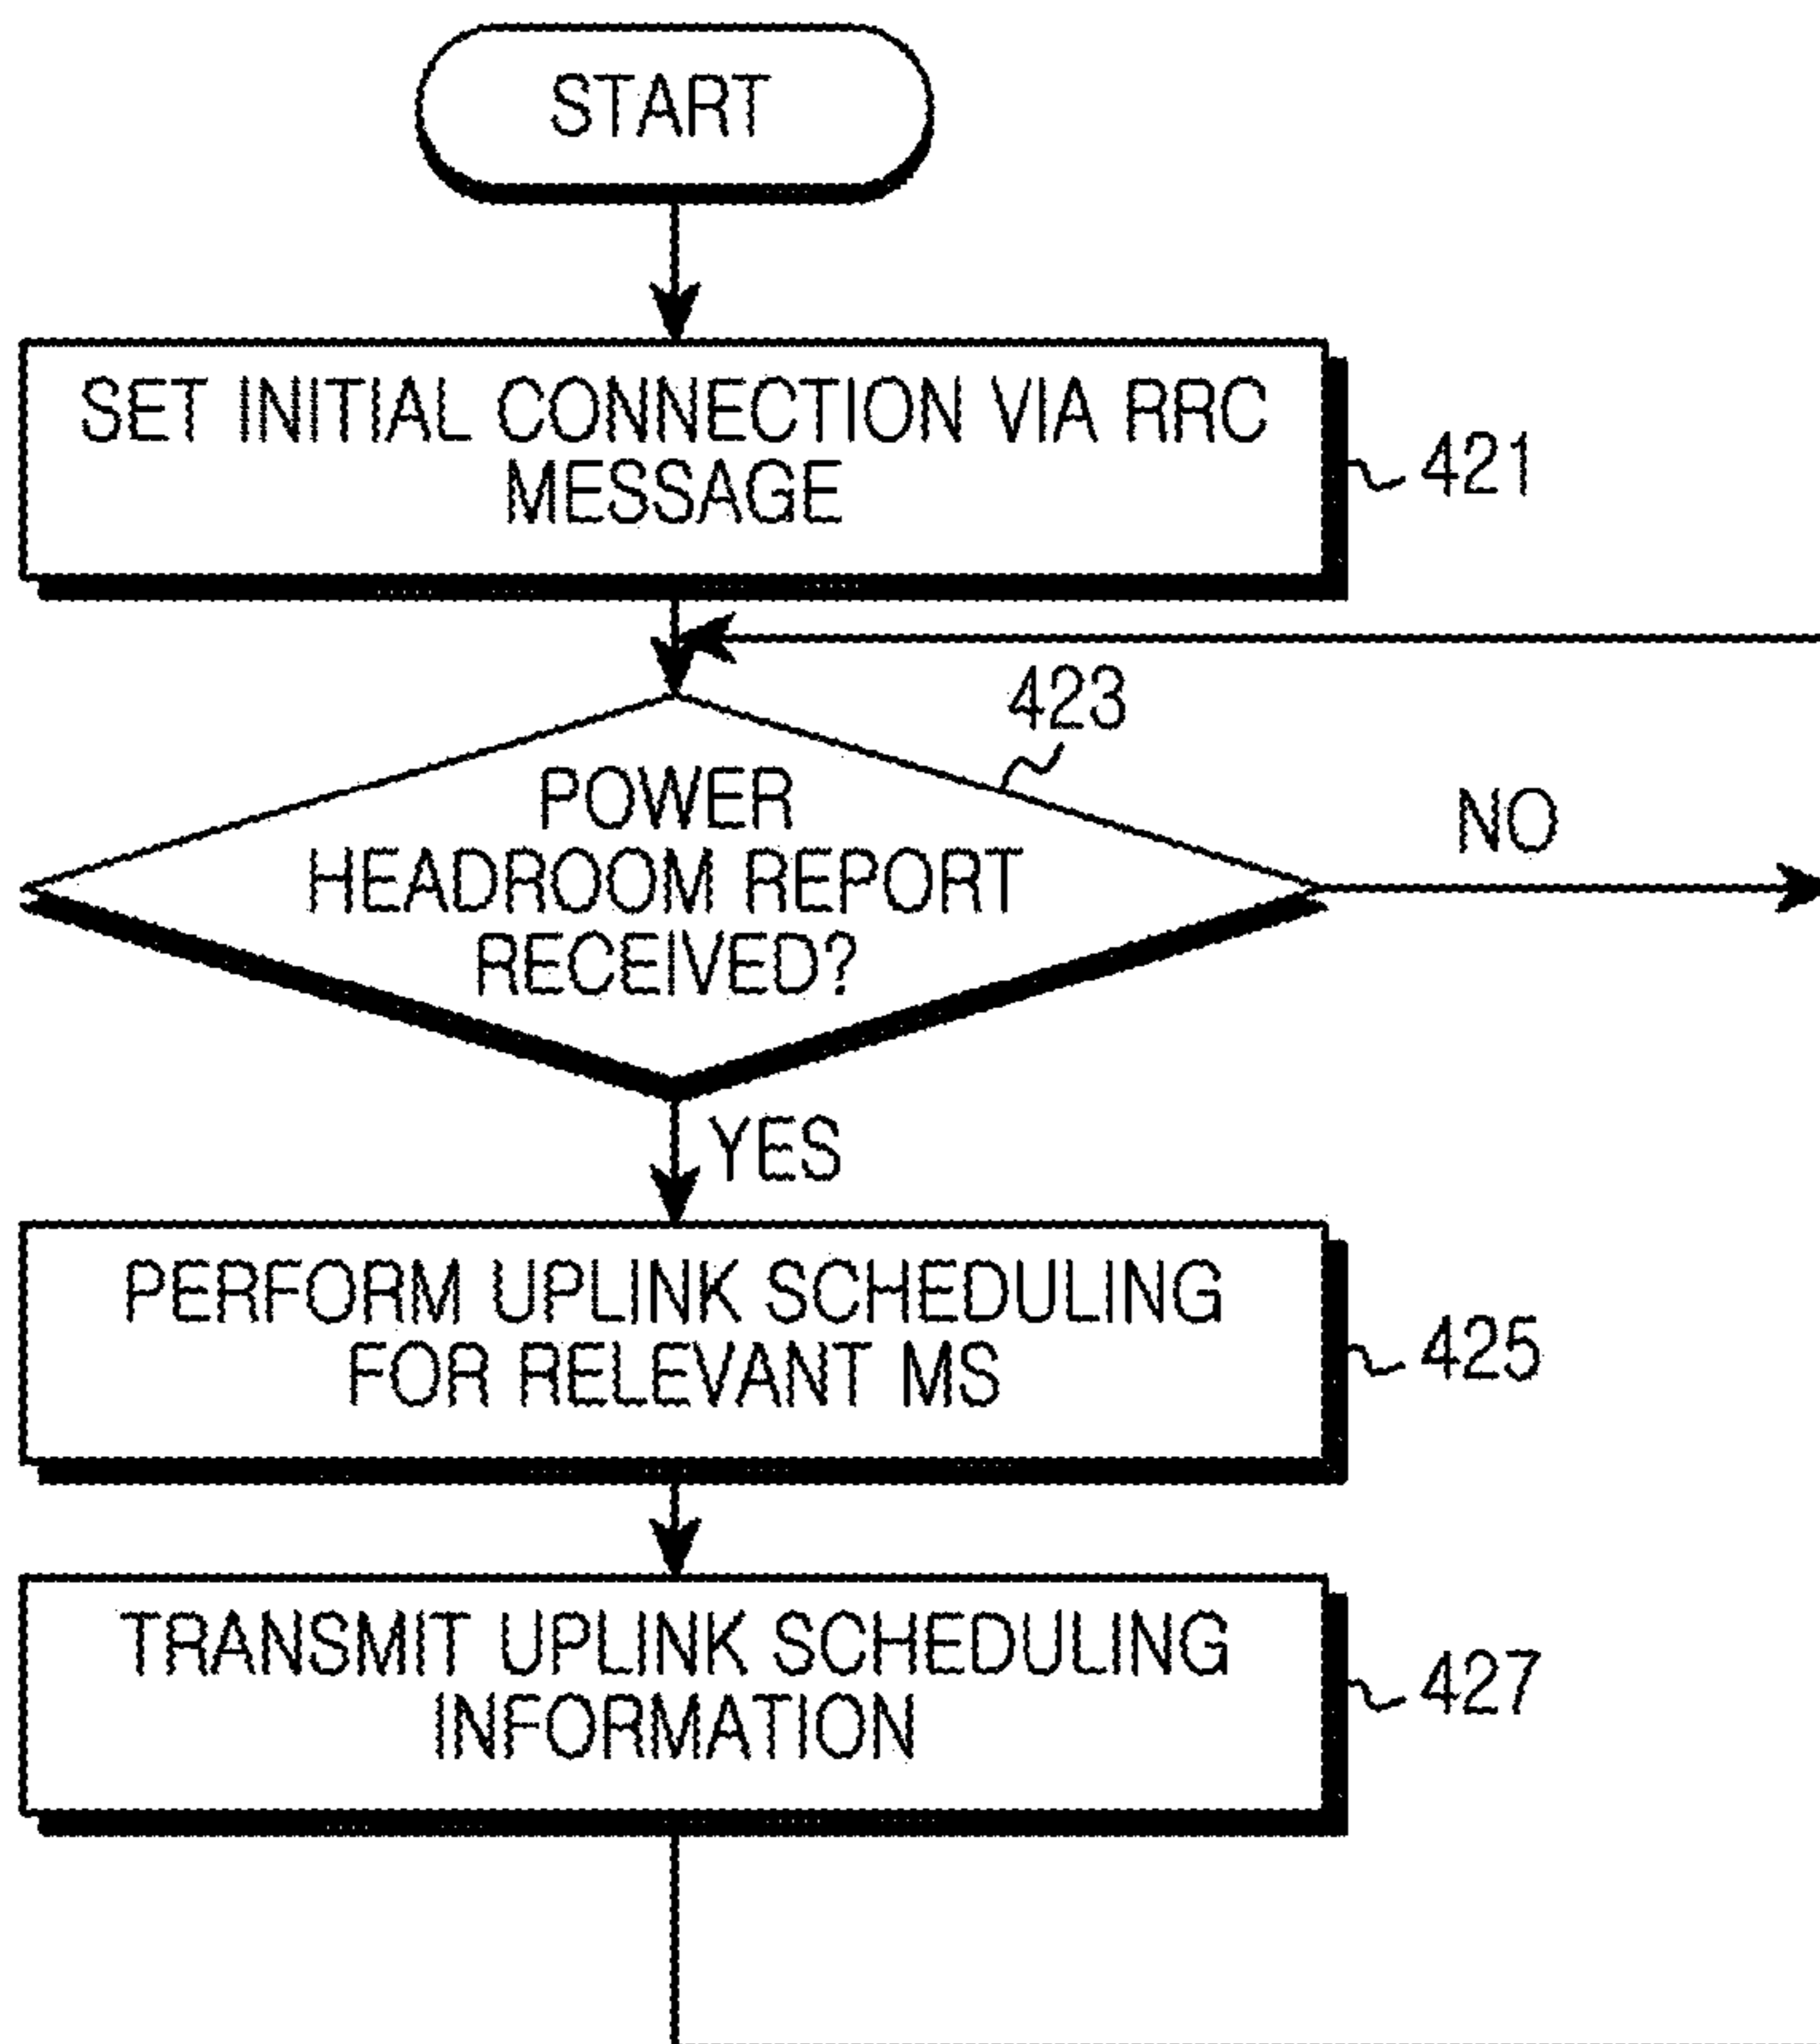 START
SET INITIAL CONNECTION VIA RRC
MESSAGE
421
423
POWER
HEADROOM REPORT
RECEIVED?
NO
YES
PERFORM UPLINK SCHEDULING
FOR RELEVANT MS
425
TRANSMIT UPLINK SCHEDULING
INFORMATION
427